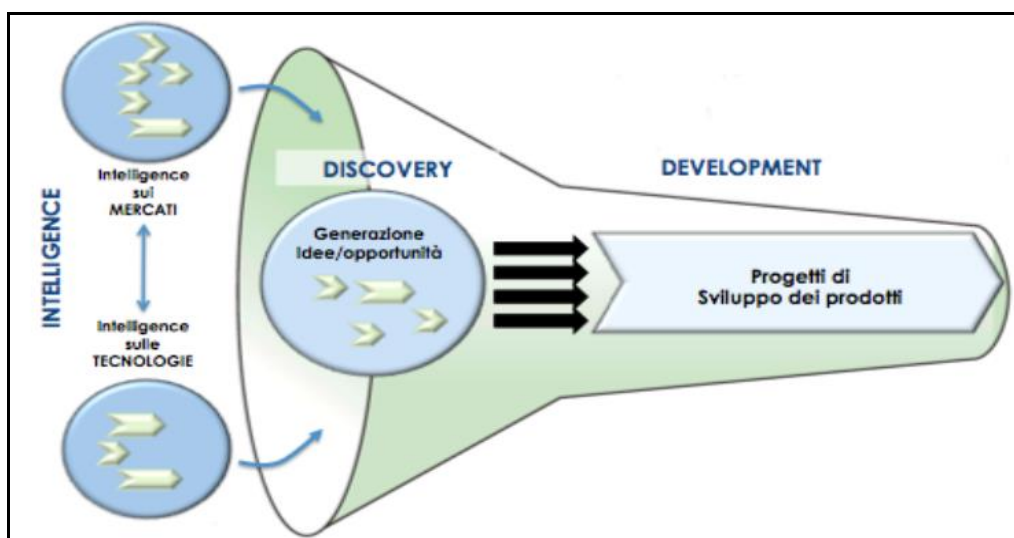 INTELLIGENCE
Intelligence
sui
MERCATI
Intelligence
sulle
TECNOLOGIE
DISCOVERY
Generazione
Idee/opportunità
DEVELOPMENT
Progetti di
Sviluppo dei prodotti